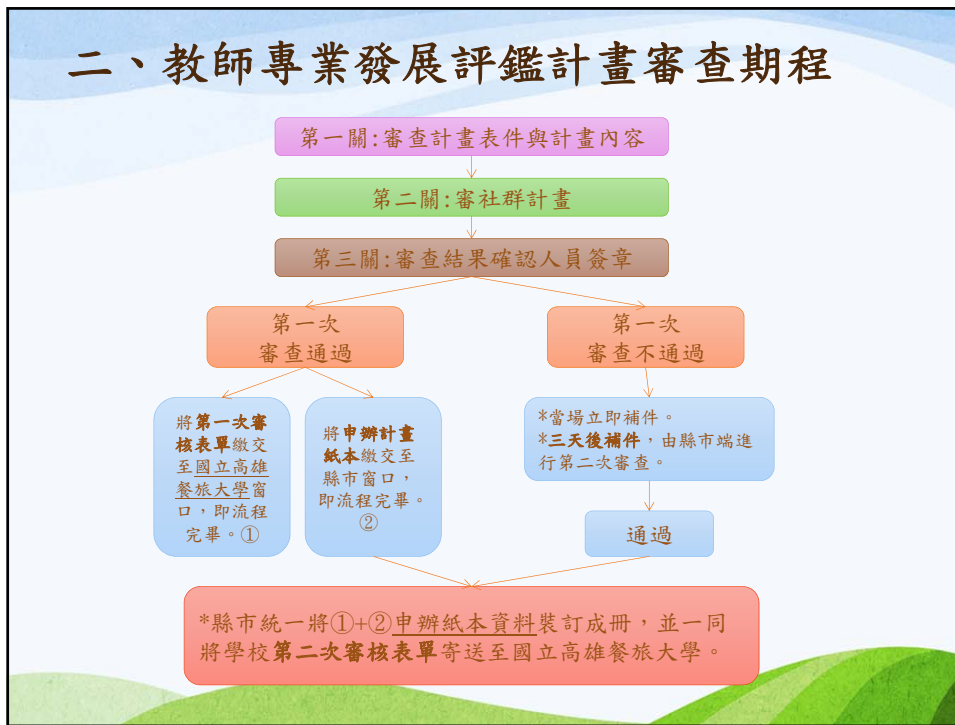 二、教師專業發展評鑑計畫審查期程
第一關:審查計畫表件與計畫內容
第二關:審社群計畫
第三關:審查結果確認人員簽章
第一次
審查通過
第一次
審查不通過
將第一次審
核表單繳交
至國立高雄
餐旅大學窗
口，即流程
完畢。①
將申辦計畫
紙本繳交至
縣市窗口，
即流程完畢。
②
*當場立即補件。
*三天後補件，由縣市端進
行第二次審查。
通過
*縣市統一將①+②申辦紙本資料裝訂成冊，並一同
將學校第二次審核表單寄送至國立高雄餐旅大學。